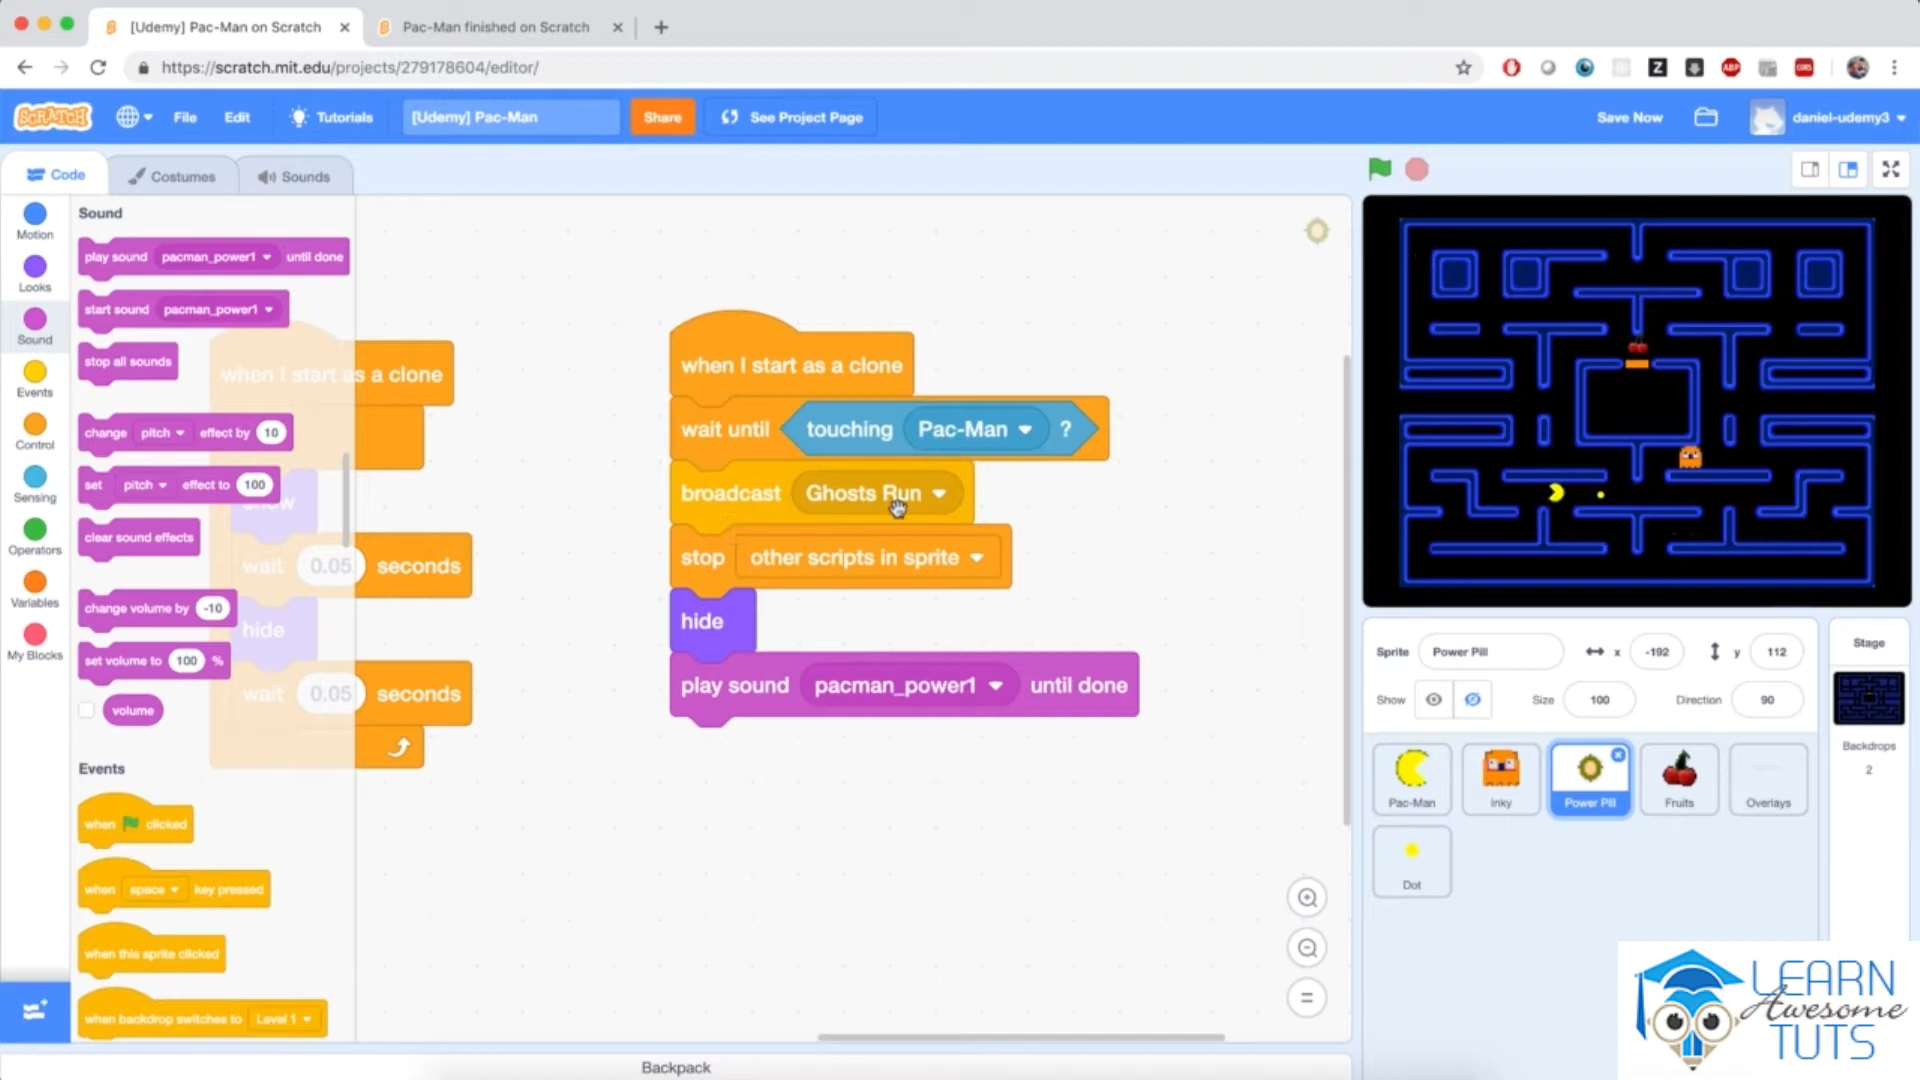 [Udemy] Pac-Man on Scratch
Pac-Man finished on Scratch
https://scratch.mit.edu/projects/279178604/editor/
Z
ABP
CORS
SCRATCH
File
Edit
Tutorials
[Udemy] Pac-Man
Share
See Project Page
Save Now
daniel-udemy3
Code
Costumes
Sounds
Motion
Looks
Sound
Events
Control
Sensing
Operators
Variables
My Blocks
Sound
play sound pacman_power1 until done
start sound pacman_power1
stop all sounds
change pitch effect by 10
set pitch effect to 100
clear sound effects
change volume by -10
set volume to 100 %
volume
Events
when clicked
when space key pressed
when this sprite clicked
when backdrop switches to Level 1
when I start as a clone
show
wait 0.05 seconds
hide
wait 0.05 seconds
when I start as a clone
wait until touching Pac-Man ?
broadcast Ghosts Run
stop other scripts in sprite
hide
play sound pacman_power1 until done
Backpack
Sprite Power Pill x -192 y 112
Show Size 100 Direction 90
Pac-Man
Inky
Power Pill
Fruits
Overlays
Dot
Stage
Backdrops
2
LEARN
Awesome
TUTS